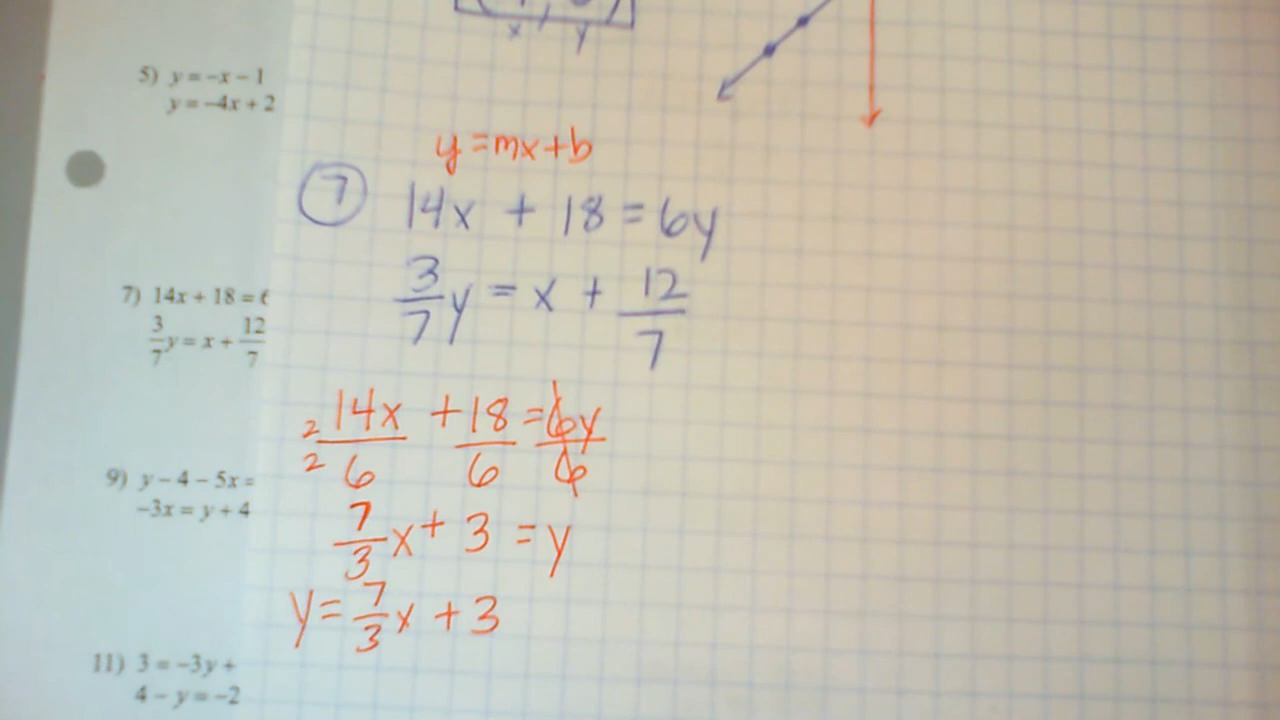 x y
5) y = -x - 1
y = -4x + 2
y = mx + b
7 14x + 18 = 6y
3/7 y = x + 12/7
7) 14x + 18 =
3/7 y = x + 12/7
2 14x/6 2 + 18/6 = 6y/6
9) y - 4 - 5x =
-3x = y + 4
7/3 x + 3 = y
y = 7/3 x + 3
11) 3 = -3y +
4 - y = -2